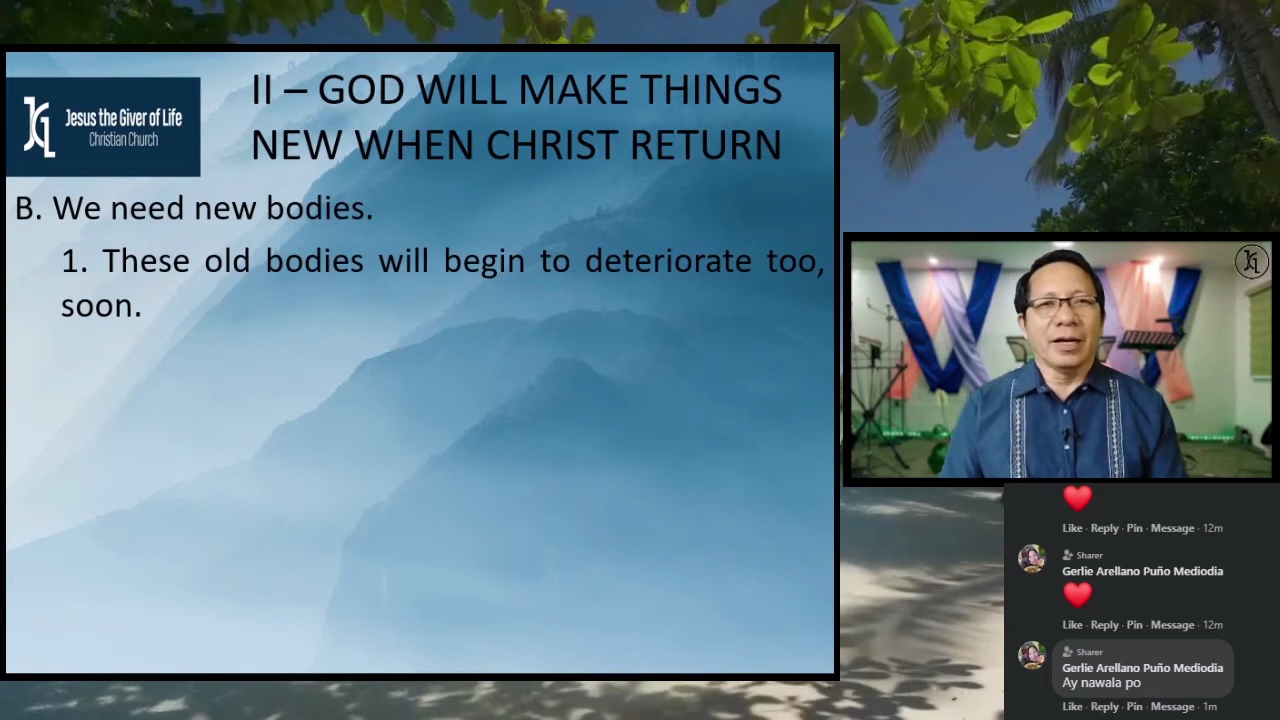 JGL
Jesus the Giver of Life
Christian Church
II – GOD WILL MAKE THINGS
NEW WHEN CHRIST RETURN
B. We need new bodies.
1. These old bodies will begin to deteriorate too,
soon.
Like · Reply · Pin · Message · 12m
Sharer
Gerlie Arellano Puño Mediodia
Like · Reply · Pin · Message · 12m
Sharer
Gerlie Arellano Puño Mediodia
Ay nawala po
Like · Reply · Pin · Message · 1m